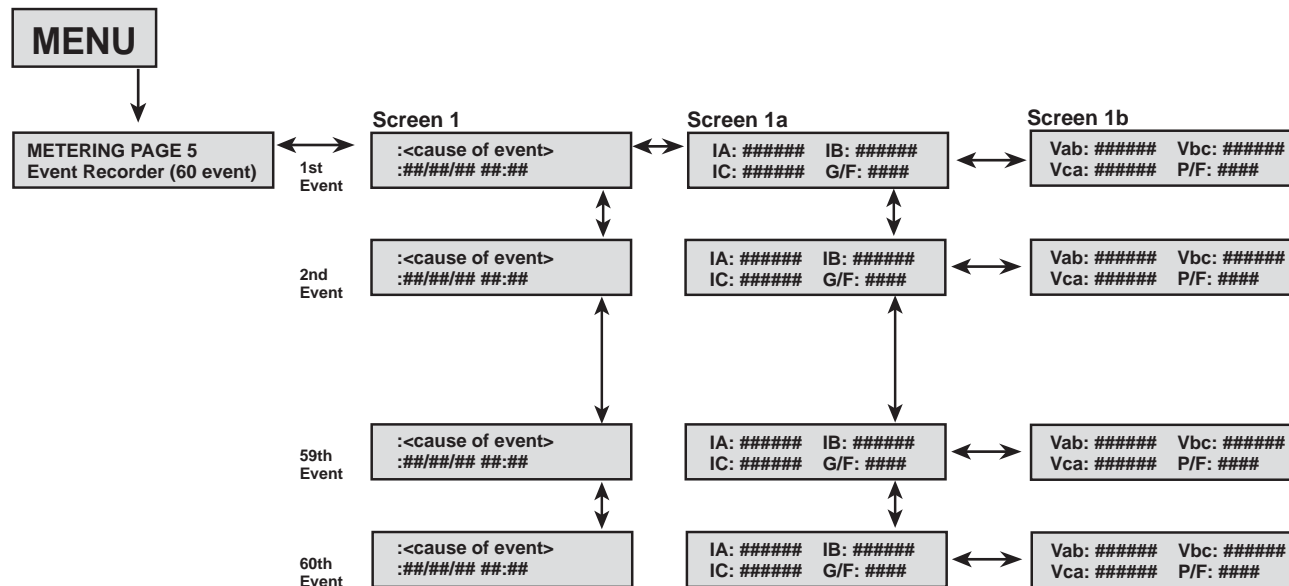 MENU
Screen 1
Screen 1a
Screen 1b
METERING PAGE 5
Event Recorder (60 event)
1st
Event
:<cause of event>
:##/##/## ##:##
IA: ###### IB: ######
IC: ###### G/F: ####
Vab: ###### Vbc: ######
Vca: ###### P/F: ####
2nd
Event
:<cause of event>
:##/##/## ##:##
IA: ###### IB: ######
IC: ###### G/F: ####
Vab: ###### Vbc: ######
Vca: ###### P/F: ####
59th
Event
:<cause of event>
:##/##/## ##:##
IA: ###### IB: ######
IC: ###### G/F: ####
Vab: ###### Vbc: ######
Vca: ###### P/F: ####
60th
Event
:<cause of event>
:##/##/## ##:##
IA: ###### IB: ######
IC: ###### G/F: ####
Vab: ###### Vbc: ######
Vca: ###### P/F: ####